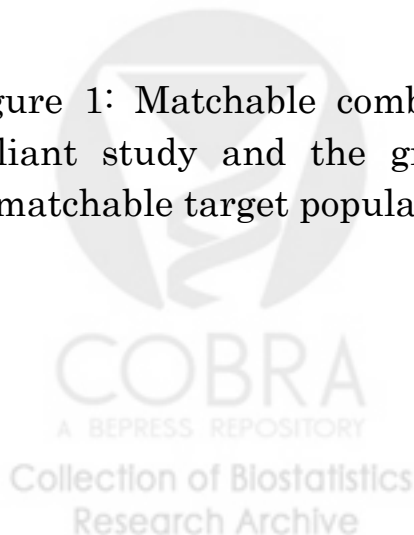 gure 1: Matchable comb
liant study and the g
matchable target popula
COBRA
A BEPRESS REPOSITORY
Collection of Biostatistics
Research Archive